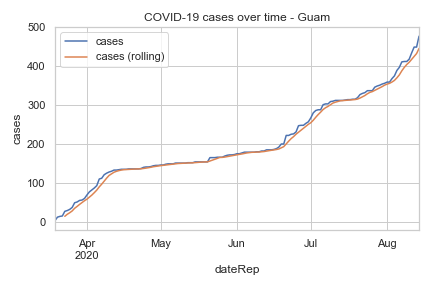 COVID-19 cases over time - Guam
cases
cases (rolling)
500
400
300
200
100
0
cases
Apr
2020
May
Jun
Jul
Aug
dateRep